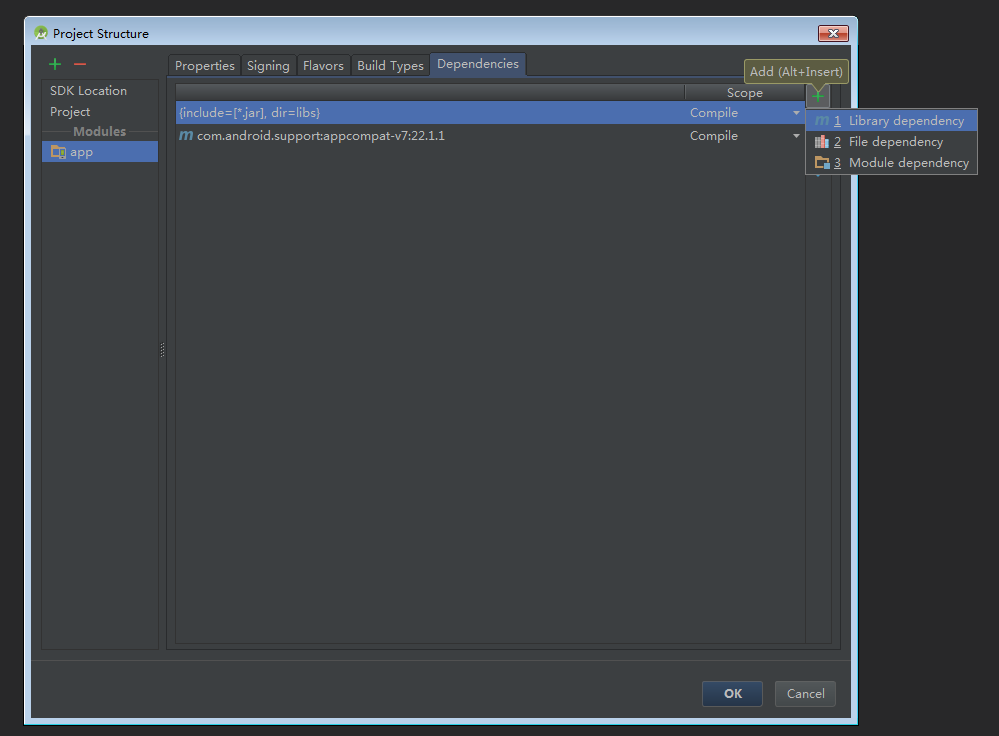 Project Structure
Properties Signing Flavors Build Types Dependencies
Add (Alt+Insert)
SDK Location
Project
Modules
app
Scope
{include=[*.jar], dir=libs} Compile
m com.android.support:appcompat-v7:22.1.1 Compile
m 1 Library dependency
2 File dependency
3 Module dependency
OK Cancel